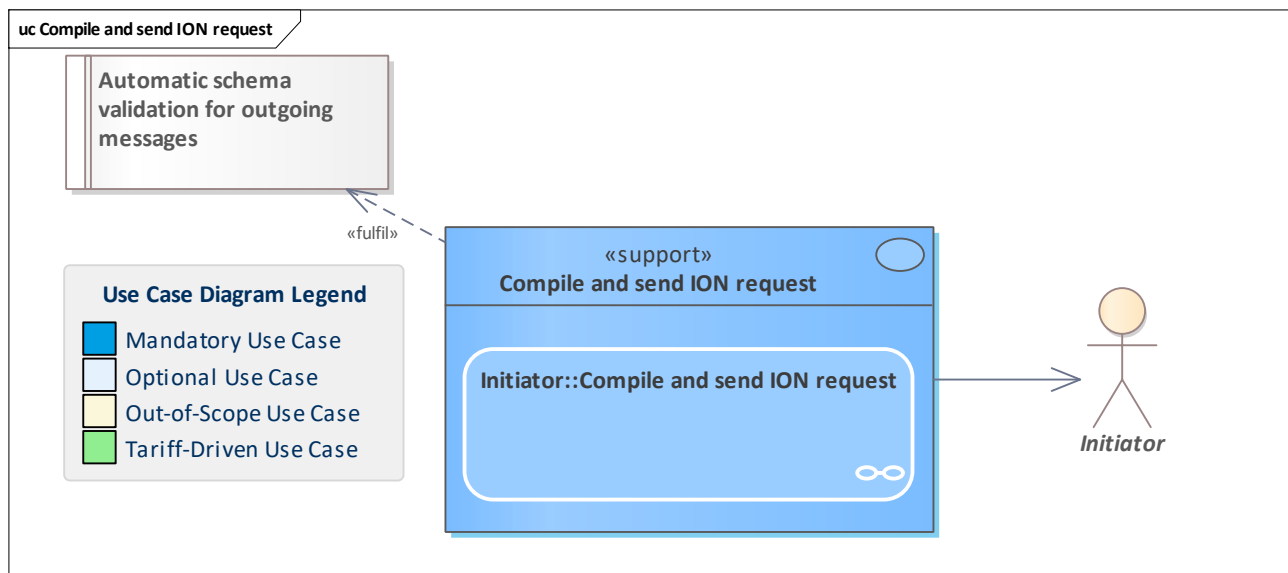 uc Compile and send ION request
Automatic schema
validation for outgoing
messages
«fulfil»
«support»
Compile and send ION request
Initiator::Compile and send ION request
Initiator
Use Case Diagram Legend
Mandatory Use Case
Optional Use Case
Out-of-Scope Use Case
Tariff-Driven Use Case